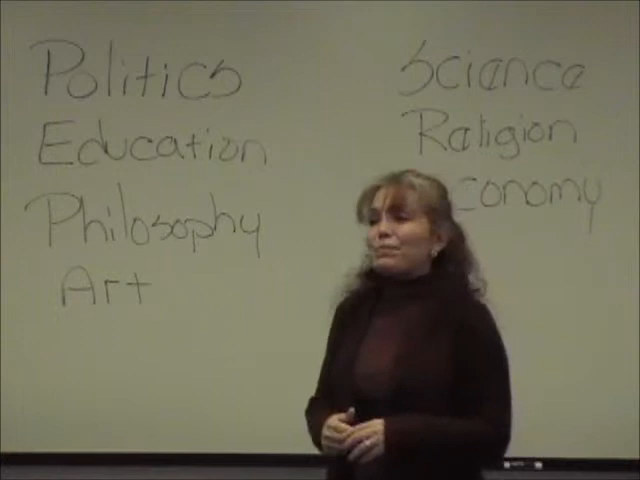 Politics
Education
Philosophy
Art
Science
Religion
conomy